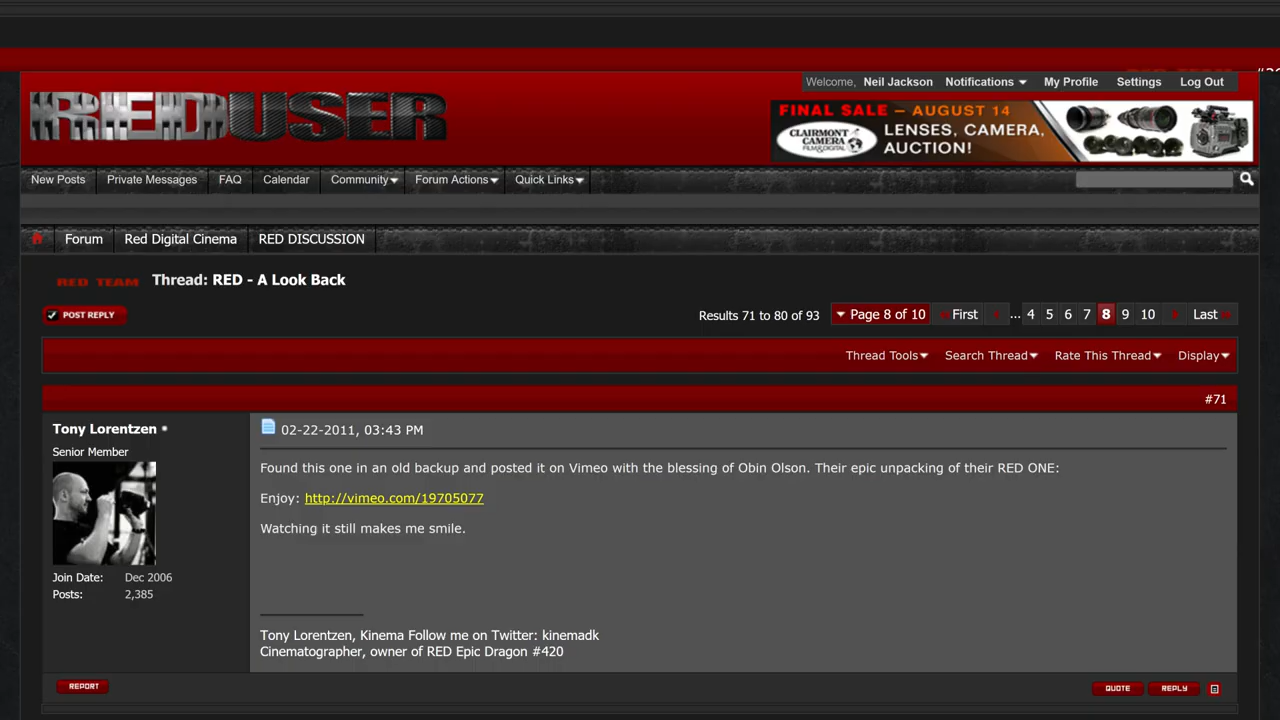 Welcome, Neil Jackson Notifications My Profile Settings Log Out
REDUSER
FINAL SALE – AUGUST 14
CLAIRMONT CAMERA FILM & DIGITAL
LENSES, CAMERA, AUCTION!
New Posts Private Messages FAQ Calendar Community Forum Actions Quick Links
Forum Red Digital Cinema RED DISCUSSION
RED TEAM Thread: RED - A Look Back
POST REPLY Results 71 to 80 of 93 Page 8 of 10 First ... 4 5 6 7 8 9 10 Last
Thread Tools Search Thread Rate This Thread Display
#71
Tony Lorentzen
Senior Member
Join Date: Dec 2006
Posts: 2,385
02-22-2011, 03:43 PM
Found this one in an old backup and posted it on Vimeo with the blessing of Obin Olson. Their epic unpacking of their RED ONE:
Enjoy: http://vimeo.com/19705077
Watching it still makes me smile.
Tony Lorentzen, Kinema Follow me on Twitter: kinemadk
Cinematographer, owner of RED Epic Dragon #420
REPORT QUOTE REPLY